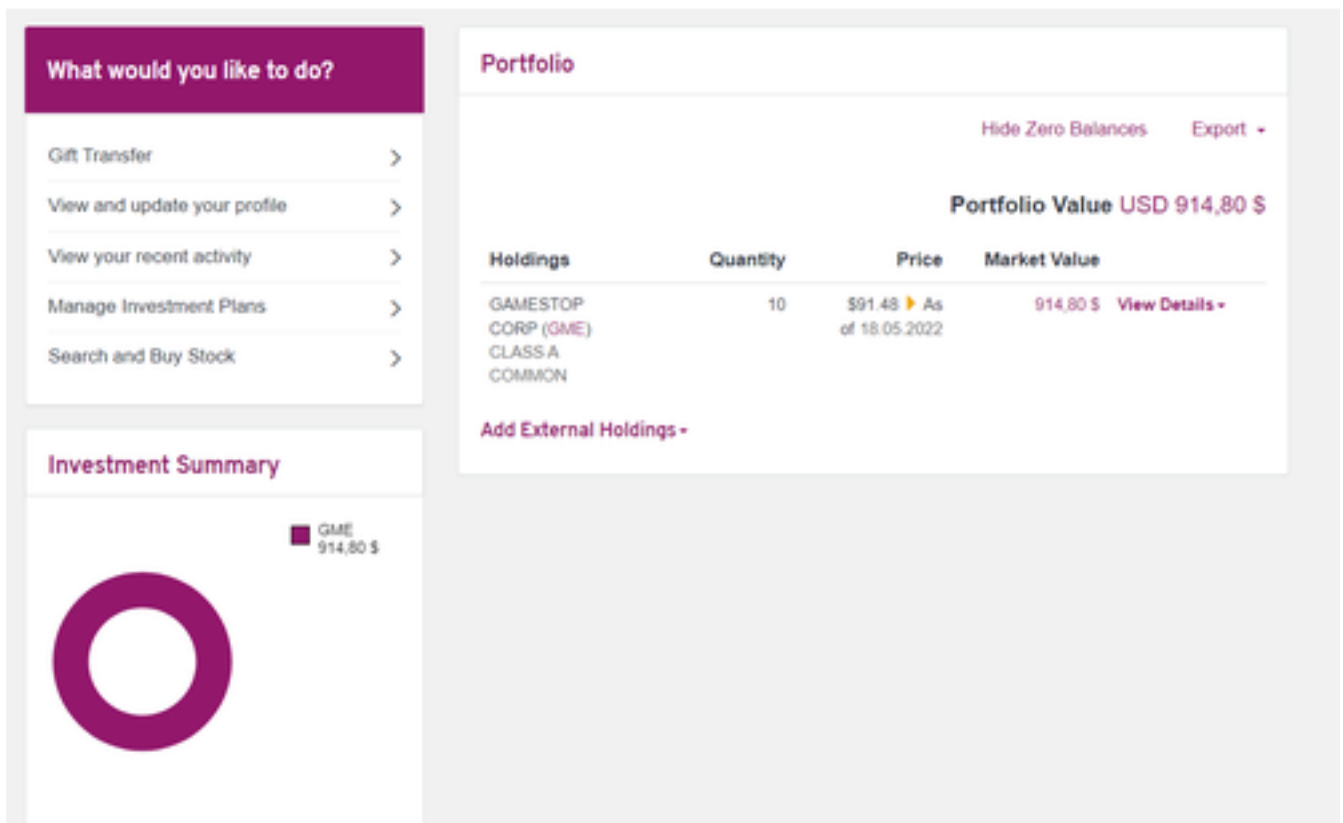 What would you like to do?
Gift Transfer
View and update your profile
View your recent activity
Manage Investment Plans
Search and Buy Stock
Investment Summary
GME
914,80 $
Portfolio
Hide Zero Balances Export
Portfolio Value USD 914,80 $
Holdings Quantity Price Market Value
GAMESTOP 10 $91.48 As 914,80 $ View Details
CORP (GME) of 18.05.2022
CLASS A
COMMON
Add External Holdings